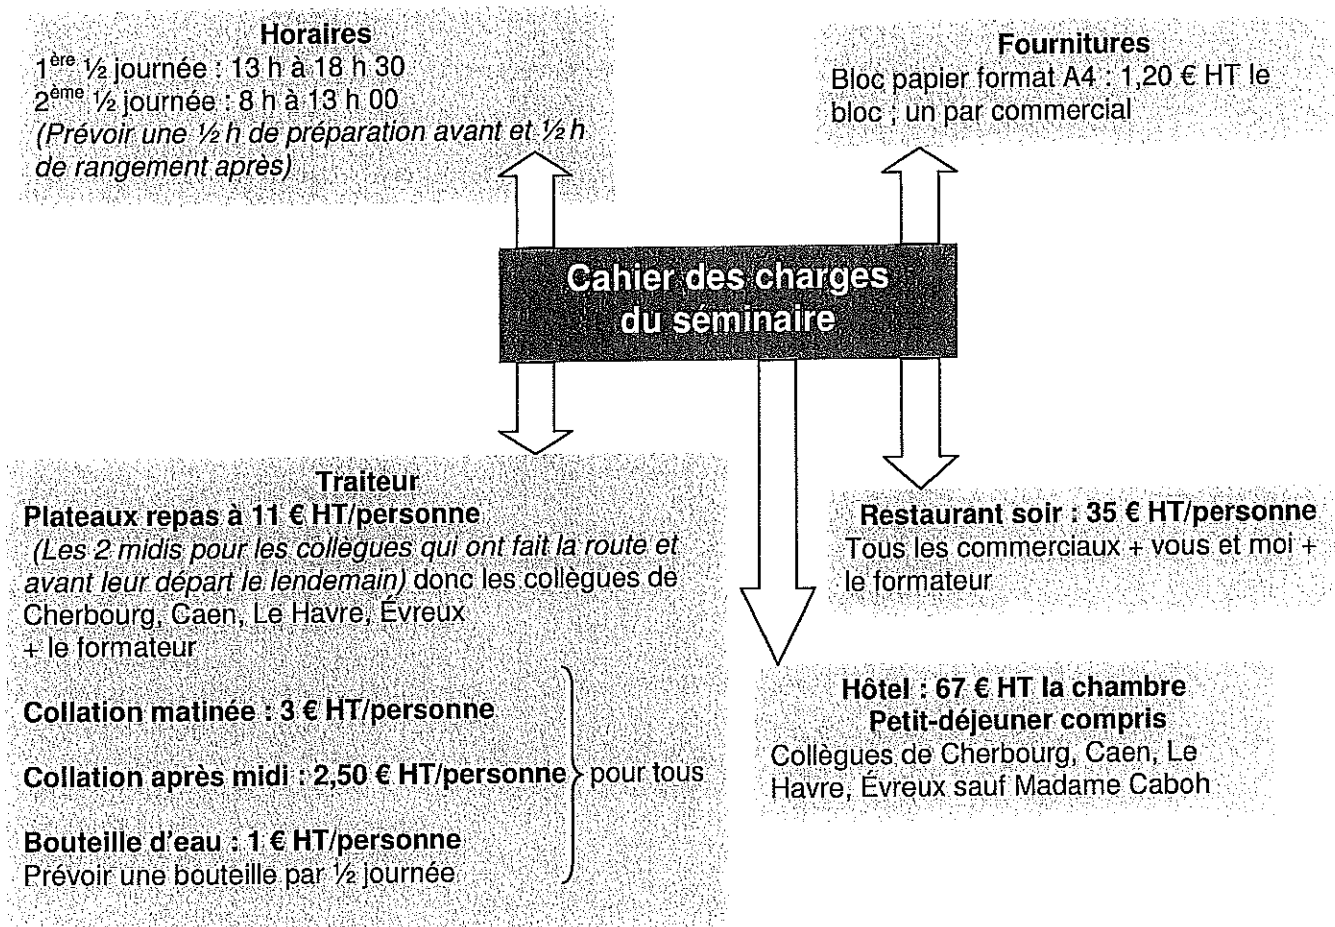 Horaires
1ère ½ journée : 13 h à 18 h 30
2ème ½ journée : 8 h à 13 h 00
(Prévoir une ½ h de préparation avant et ½ h
de rangement après)
Fournitures
Bloc papier format A4 : 1,20 € HT le
bloc ; un par commercial
Cahier des charges
du séminaire
Traiteur
Plateaux repas à 11 € HT/personne
(Les 2 midis pour les collègues qui ont fait la route et
avant leur départ le lendemain) donc les collègues de
Cherbourg, Caen, Le Havre, Évreux
+ le formateur
Collation matinée : 3 € HT/personne
Collation après midi : 2,50 € HT/personne
pour tous
Bouteille d'eau : 1 € HT/personne
Prévoir une bouteille par ½ journée
Restaurant soir : 35 € HT/personne
Tous les commerciaux + vous et moi +
le formateur
Hôtel : 67 € HT la chambre
Petit-déjeuner compris
Collègues de Cherbourg, Caen, Le
Havre, Évreux sauf Madame Caboh